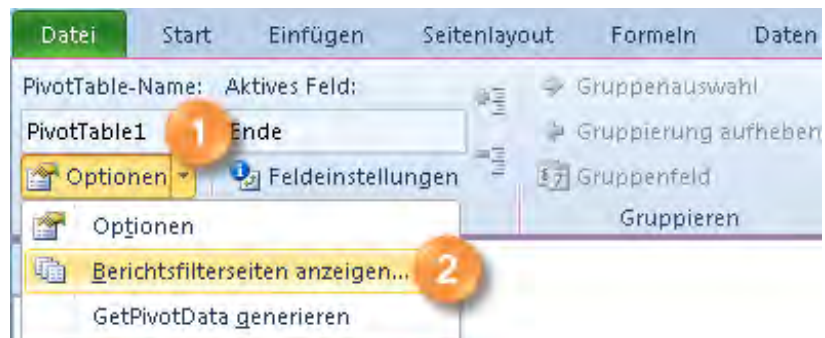 Datei Start Einfügen Seitenlayout Formeln Daten
PivotTable-Name: Aktives Feld:
PivotTable1 1 Ende
Optionen Feldeinstellungen
Gruppenauswahl
Gruppierung aufheben
Gruppenfeld
Gruppieren
Optionen
Berichtsfilterseiten anzeigen... 2
GetPivotData generieren